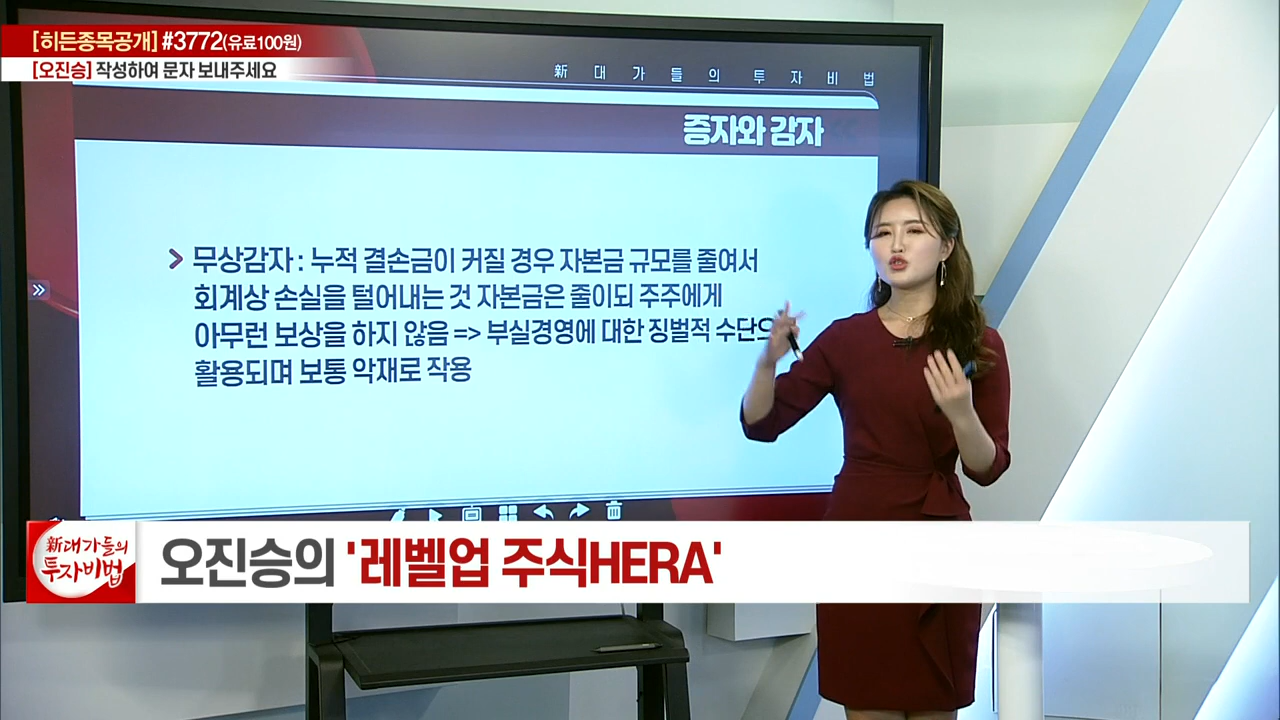 [히든종목공개] #3772(유료100원)
[오진승] 작성하여 문자 보내주세요
新 대가들의 투자비법
증자와 감자
무상감자 : 누적 결손금이 커질 경우 자본금 규모를 줄여서
회계상 손실을 털어내는 것 자본금은 줄이되 주주에게
아무런 보상을 하지 않음 => 부실경영에 대한 징벌적 수단으
활용되며 보통 악재로 작용
新대가들의
투자비법
오진승의 '레벨업 주식HERA'